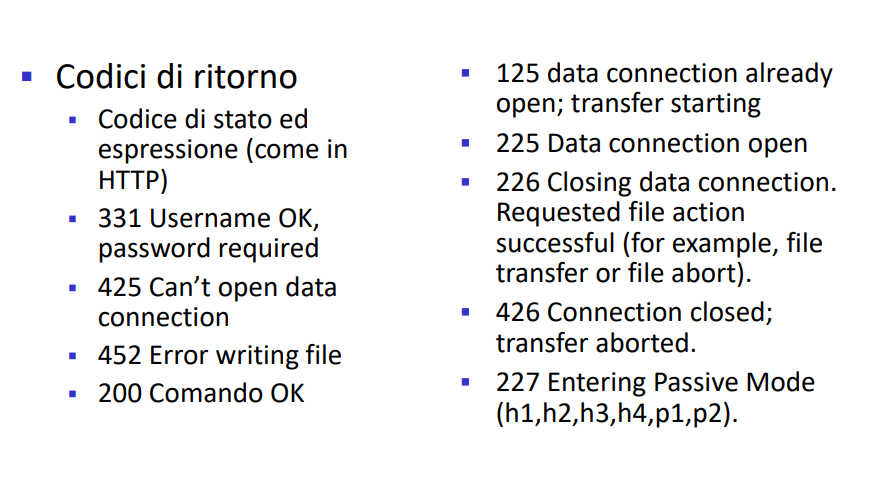 Codici di ritorno
Codice di stato ed
espressione (come in
HTTP)
331 Username OK,
password required
425 Can’t open data
connection
452 Error writing file
200 Comando OK
125 data connection already
open; transfer starting
225 Data connection open
226 Closing data connection.
Requested file action
successful (for example, file
transfer or file abort).
426 Connection closed;
transfer aborted.
227 Entering Passive Mode
(h1,h2,h3,h4,p1,p2).